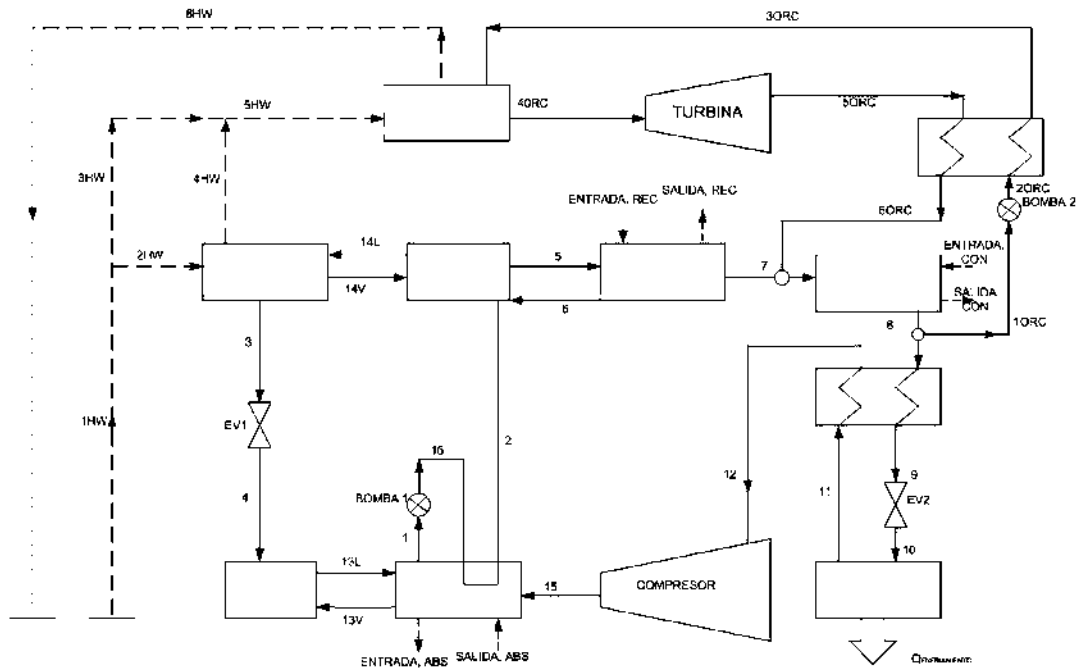 6HW
3ORC
5HW
4ORC
TURBINA
5ORC
3HW
4HW
2ORC
BOMBA 2
ENTRADA, REC
SALIDA, REC
6ORC
2HW
14L
14V
5
6
7
ENTRADA, CON
SALIDA CON
1ORC
8
3
EV1
1HW
2
12
11
9
EV2
16
BOMBA 1
4
1
10
13L
13V
15
COMPRESOR
ENTRADA, ABS
SALIDA, ABS